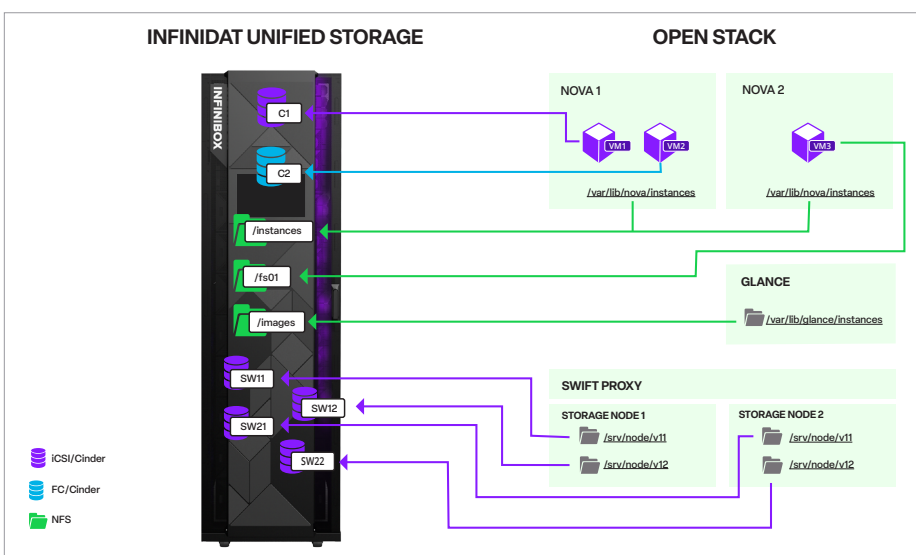 INFINIDAT UNIFIED STORAGE
OPEN STACK
INFINIBOX
C1
C2
/instances
/fs01
/images
SW11
SW12
SW21
SW22
NOVA 1
VM1
VM2
/var/lib/nova/instances
NOVA 2
VM3
/var/lib/nova/instances
GLANCE
/var/lib/glance/instances
SWIFT PROXY
STORAGE NODE 1
/srv/node/v11
/srv/node/v12
STORAGE NODE 2
/srv/node/v11
/srv/node/v12
iCSI/Cinder
FC/Cinder
NFS